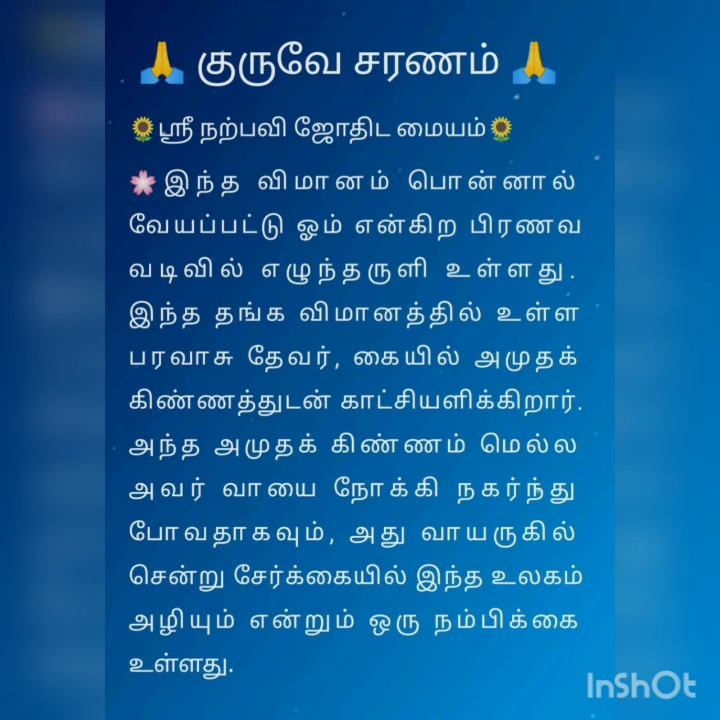 🙏 குருவே சரணம் 🙏
🌻ஸ்ரீ நற்பவி ஜோதிட மையம்🌻
🌸இந்த விமானம் பொன்னால்
வேயப்பட்டு ஓம் என்கிற பிரணவ
வடிவில் எழுந்தருளி உள்ளது.
இந்த தங்க விமானத்தில் உள்ள
பரவாசு தேவர், கையில் அமுதக்
கிண்ணத்துடன் காட்சியளிக்கிறார்.
அந்த அமுதக் கிண்ணம் மெல்ல
அவர் வாயை நோக்கி நகர்ந்து
போவதாகவும், அது வாயருகில்
சென்று சேர்க்கையில் இந்த உலகம்
அழியும் என்றும் ஒரு நம்பிக்கை
உள்ளது.
InShOt